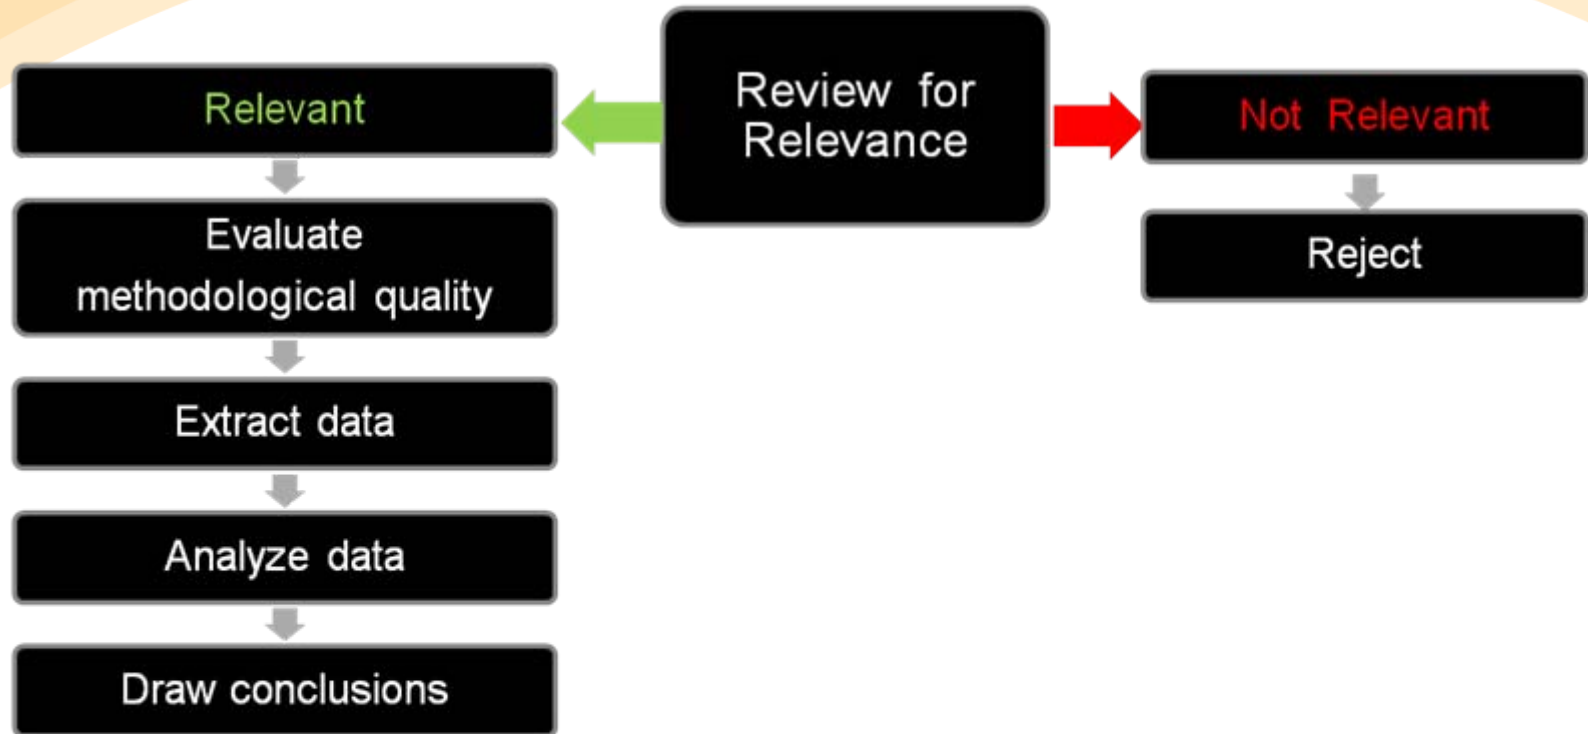 Review for
Relevance
Relevant
Evaluate
methodological quality
Extract data
Analyze data
Draw conclusions
Not Relevant
Reject